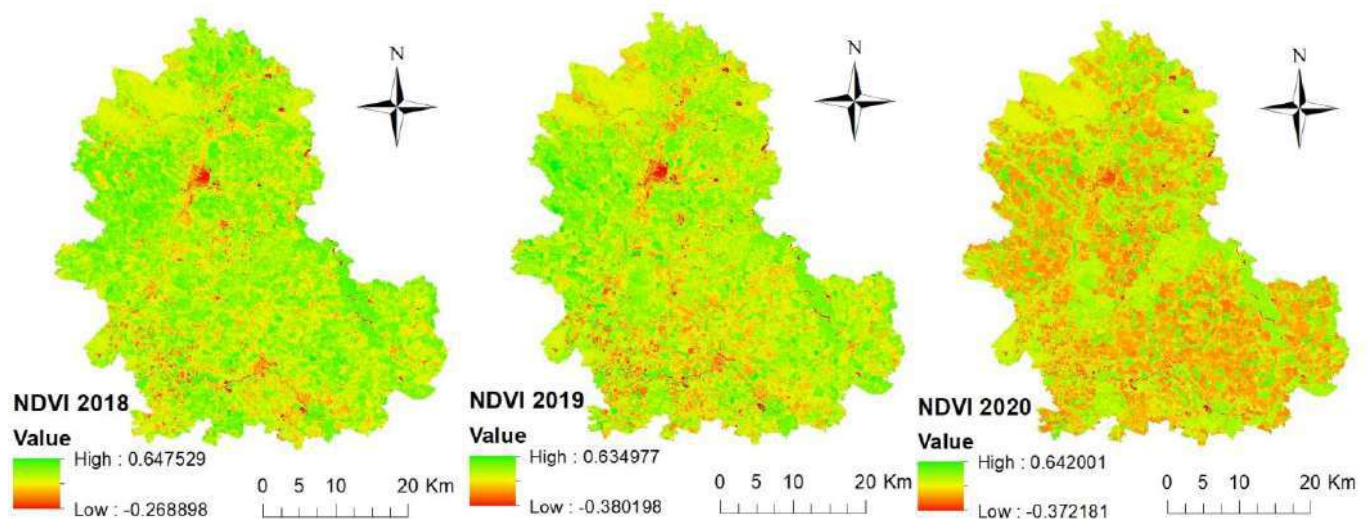 N
NDVI 2018
Value
High : 0.647529
Low : -0.268898
0 5 10 20 Km
N
NDVI 2019
Value
High : 0.634977
Low : -0.380198
0 5 10 20 Km
N
NDVI 2020
Value
High : 0.642001
Low : -0.372181
0 5 10 20 Km